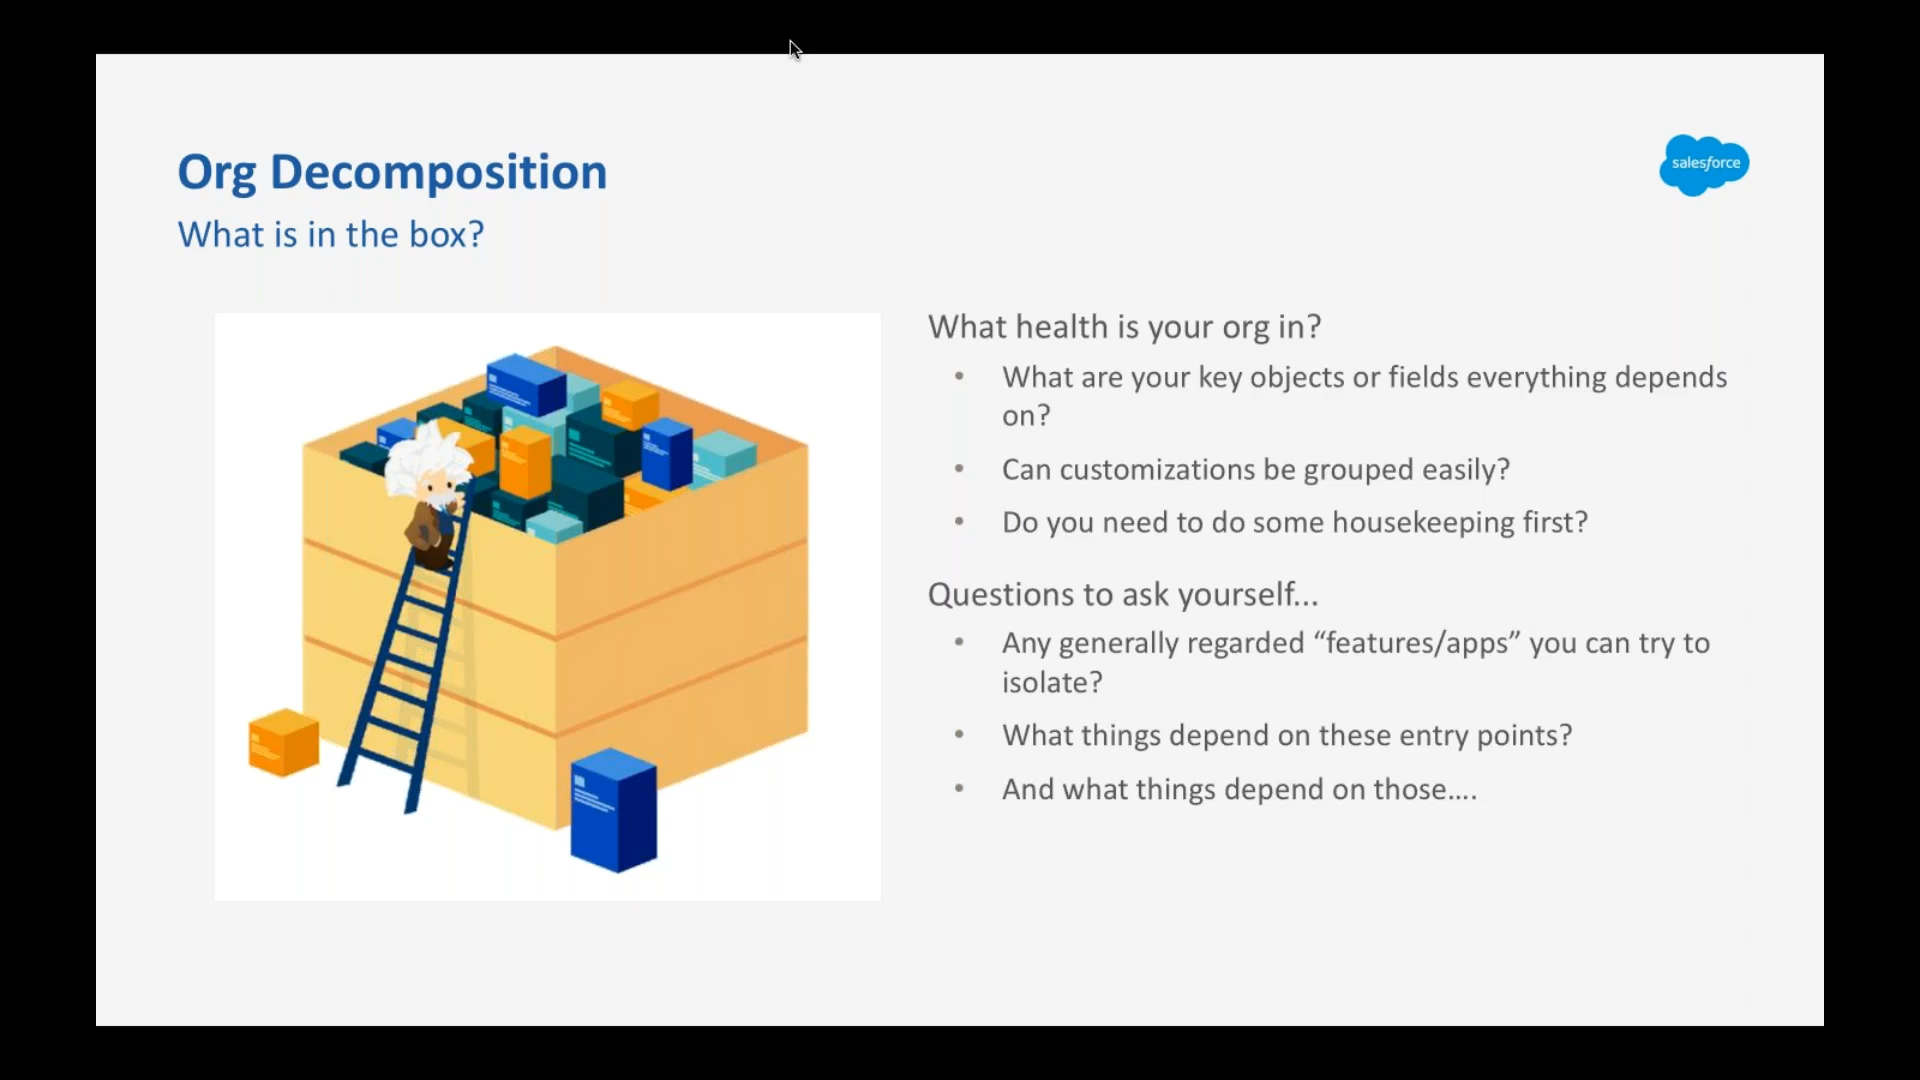 Org Decomposition
salesforce
What is in the box?
What health is your org in?
• What are your key objects or fields everything depends
on?
• Can customizations be grouped easily?
• Do you need to do some housekeeping first?
Questions to ask yourself...
• Any generally regarded “features/apps” you can try to
isolate?
• What things depend on these entry points?
• And what things depend on those….